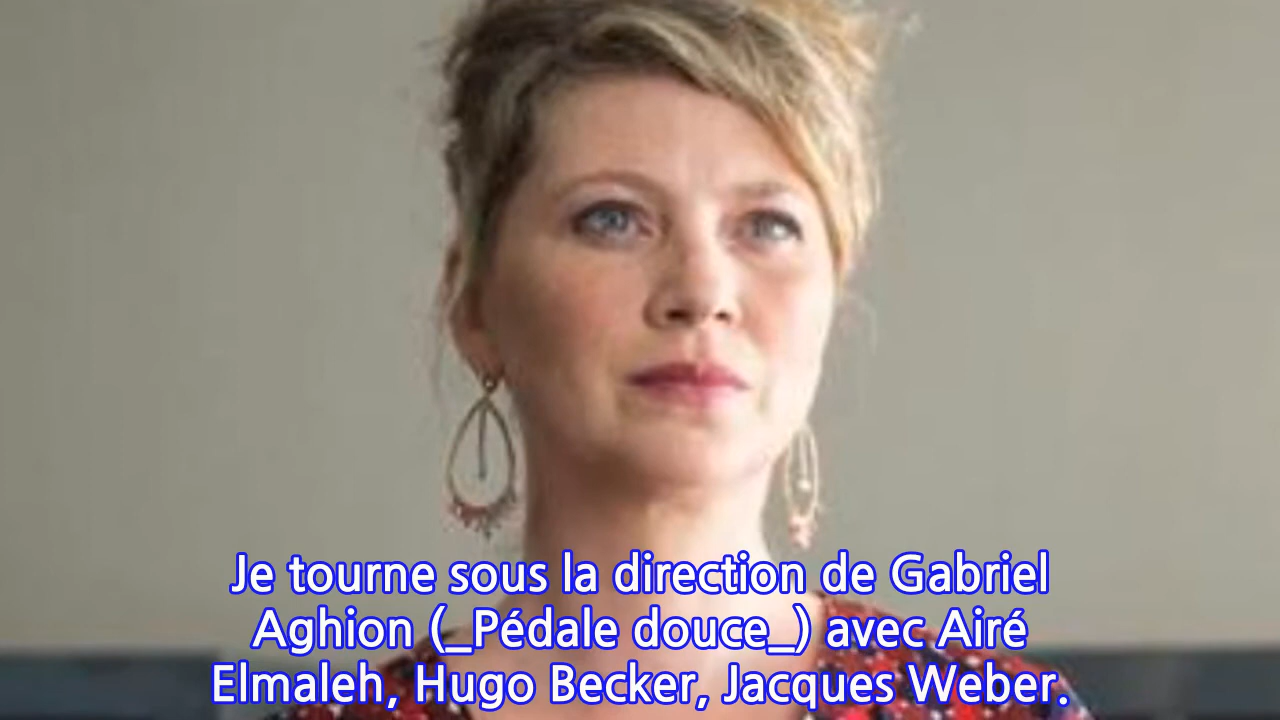 Je tourne sous la direction de Gabriel
Aghion (_Pédale douce_) avec Airé
Elmaleh, Hugo Becker, Jacques Weber.